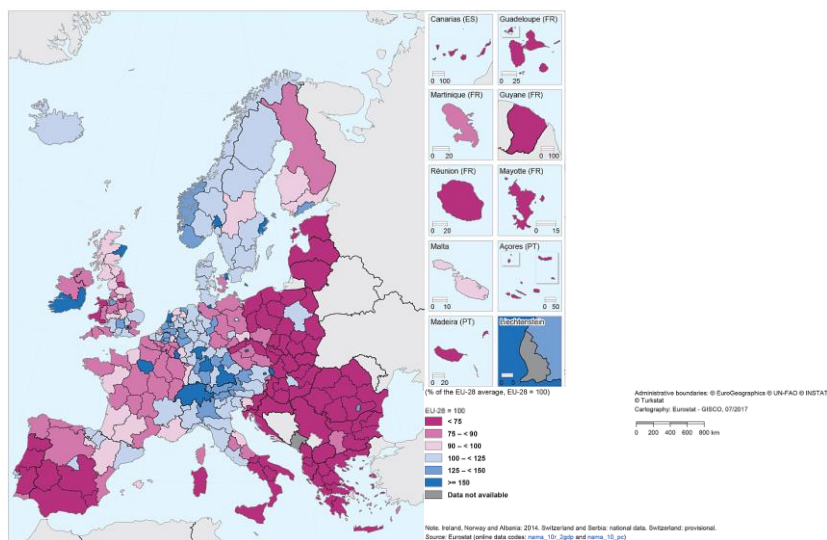 Canarias (ES)
0 100
Guadeloupe (FR)
0 25
Martinique (FR)
0 20
Guyane (FR)
0 100
Réunion (FR)
0 20
Mayotte (FR)
0 15
Malta
0 10
Açores (PT)
0 50
Madeira (PT)
0 20
Liechtenstein
(% of the EU-28 average, EU-28 = 100)
EU-28 = 100
< 75
75 – < 90
90 – < 100
100 – < 125
125 – < 150
>= 150
Data not available
Administrative boundaries: © EuroGeographics © UN-FAO © INSTAT
© Turkstat
Cartography: Eurostat - GISCO, 07/2017
0 200 400 600 800 km
Note. Ireland, Norway and Albania: 2014. Switzerland and Serbia: national data. Switzerland: provisional.
Source: Eurostat (online data codes: nama_10r_2gdp and nama_10_pc)